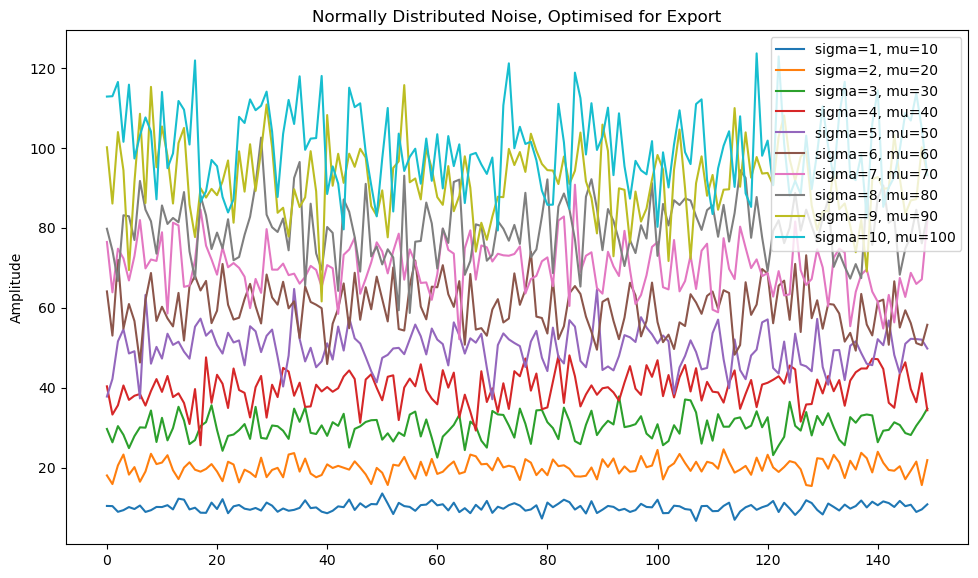 Normally Distributed Noise, Optimised for Export
Amplitude
120
100
80
60
40
20
0
20
40
60
80
100
120
140
sigma=1, mu=10
sigma=2, mu=20
sigma=3, mu=30
sigma=4, mu=40
sigma=5, mu=50
sigma=6, mu=60
sigma=7, mu=70
sigma=8, mu=80
sigma=9, mu=90
sigma=10, mu=100